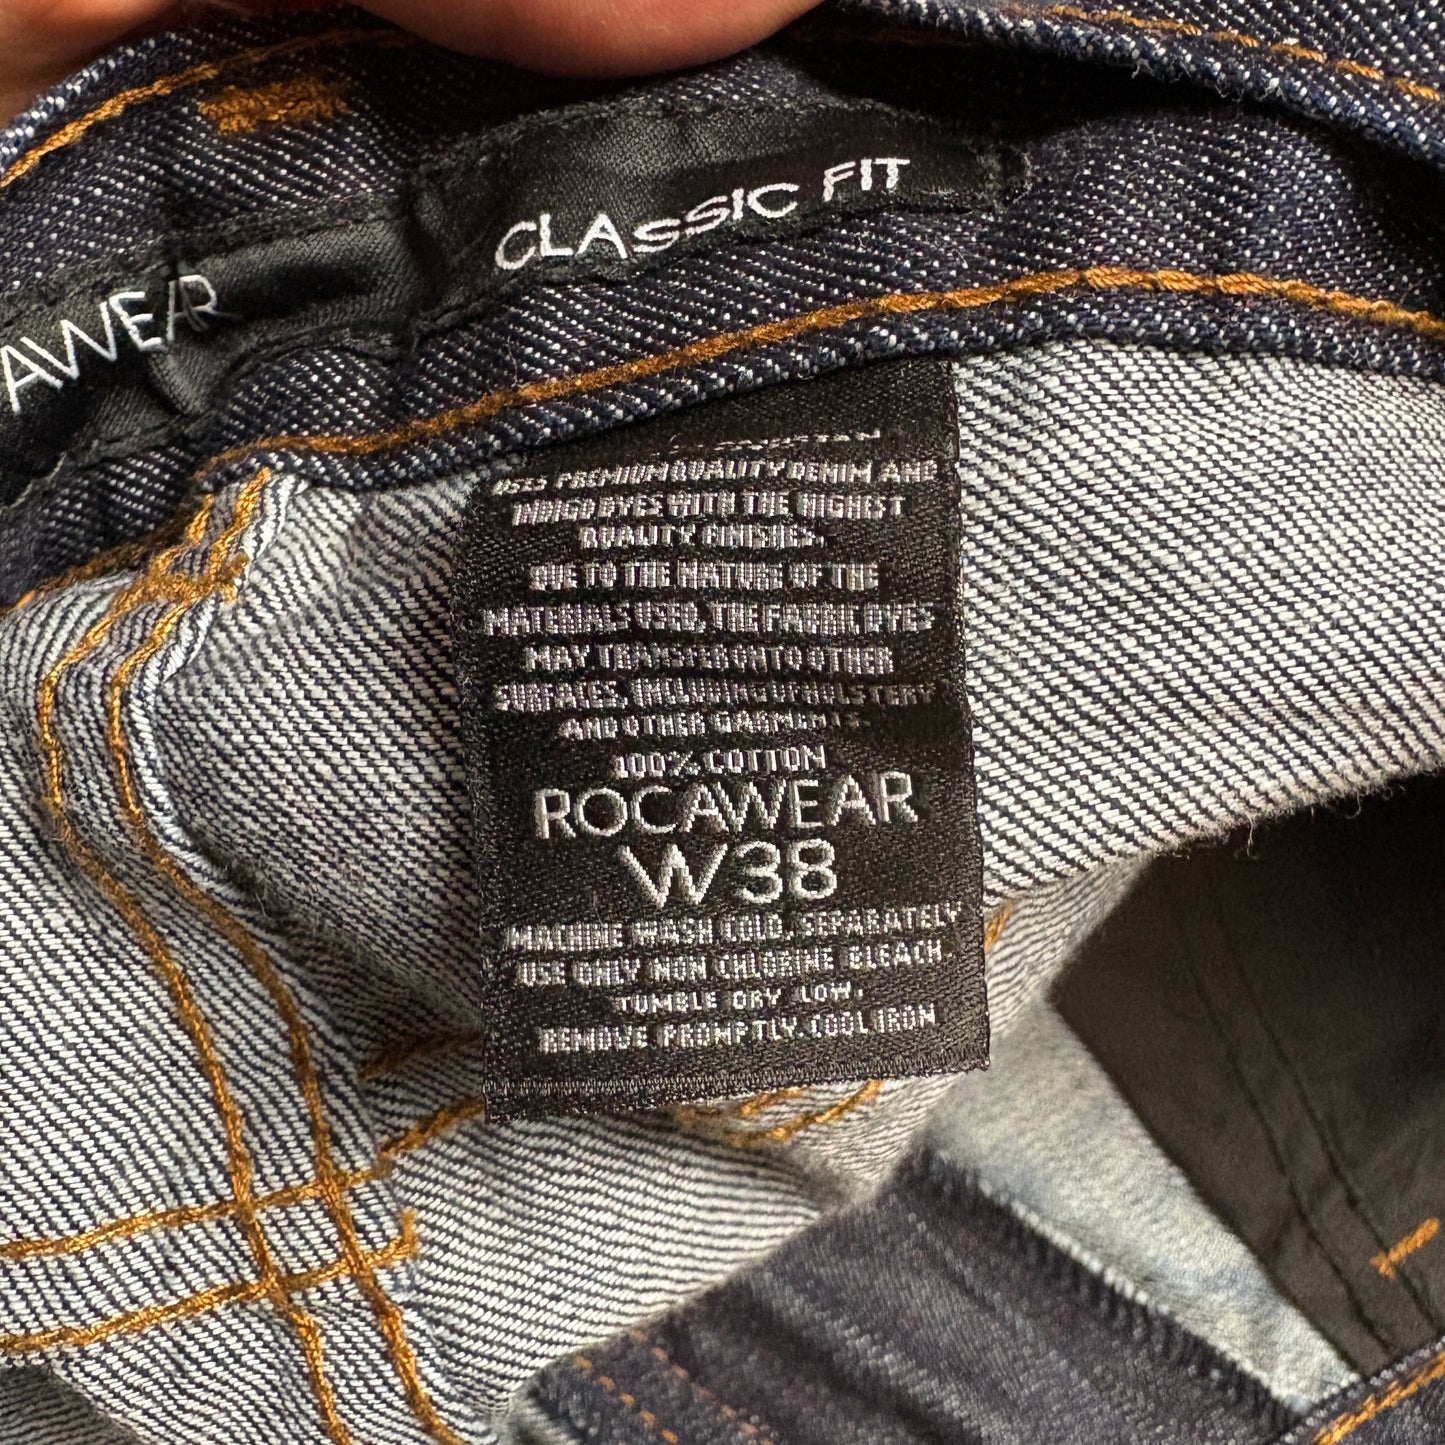 CLASSIC FIT
AWEAR
USES PREMIUM QUALITY DENIM AND
INDIGO DYES WITH THE HIGHEST
QUALITY FINISHES.
DUE TO THE NATURE OF THE
MATERIALS USED, THE FABRIC DYES
MAY TRANSFER ONTO OTHER
SURFACES, INCLUDING UPHOLSTERY
AND OTHER GARMENTS.
100% COTTON
ROCAWEAR
W38
MACHINE WASH COLD, SEPARATELY
USE ONLY NON CHLORINE BLEACH
TUMBLE DRY LOW.
REMOVE PROMPTLY. COOL IRON